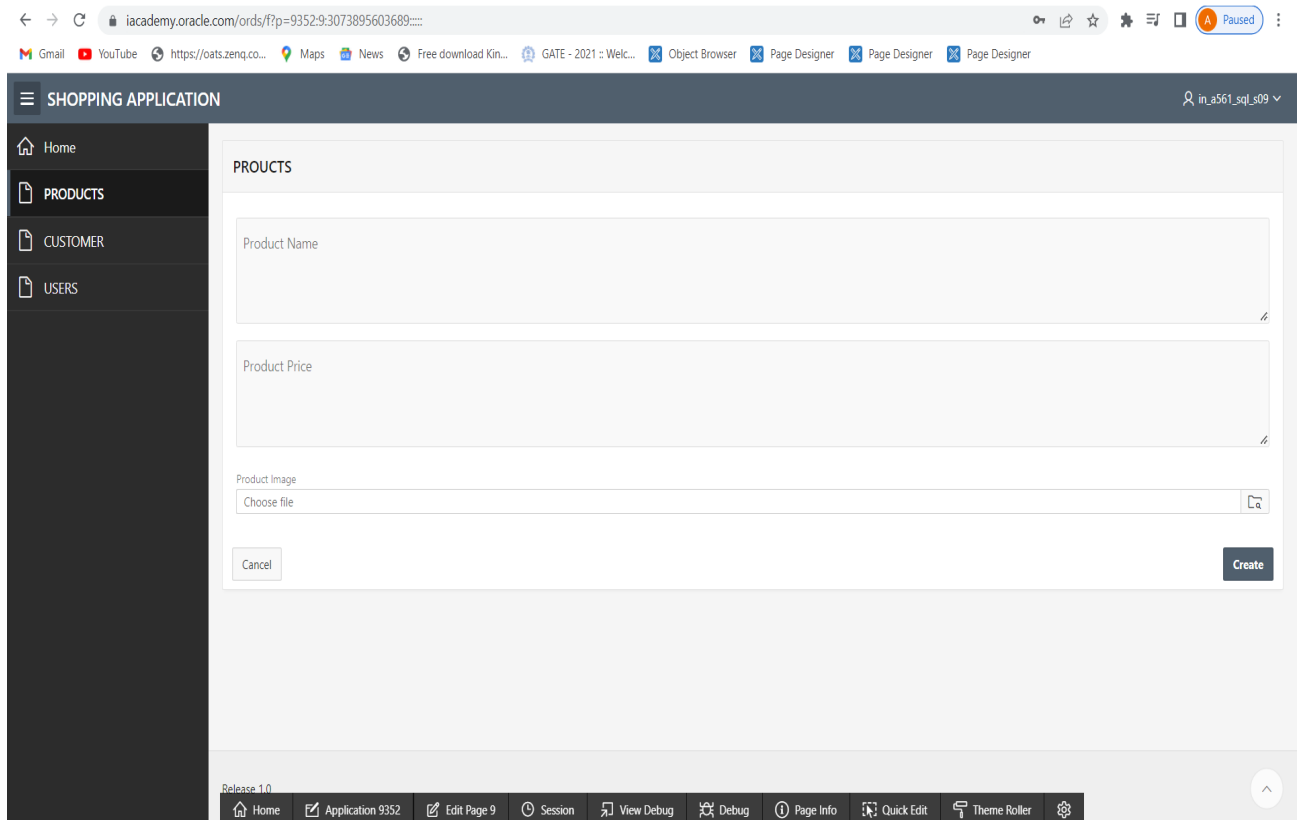 iacademy.oracle.com/ords/f?p=9352:9:3073895603689:::::
A Paused
Gmail YouTube https://oats.zenq.co... Maps News Free download Kin... GATE - 2021 :: Welc... Object Browser Page Designer Page Designer Page Designer
SHOPPING APPLICATION in_a561_sql_s09
Home
PROUCTS
PRODUCTS
CUSTOMER
USERS
Product Name
Product Price
Product Image
Choose file
Cancel Create
Release 1.0
Home Application 9352 Edit Page 9 Session View Debug Debug Page Info Quick Edit Theme Roller